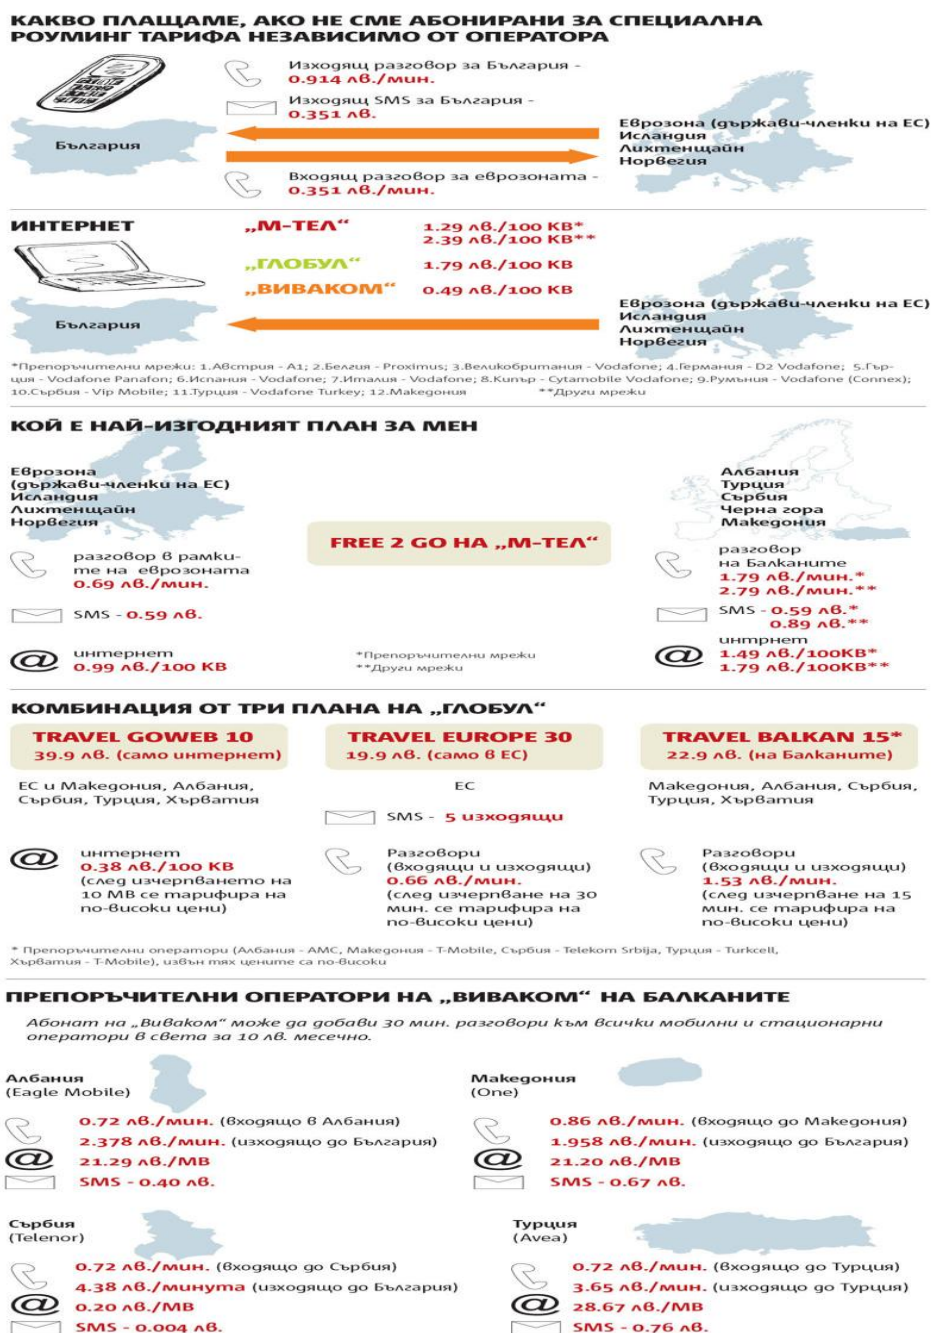 КАКВО ПЛАЩАМЕ, АКО НЕ СМЕ АБОНИРАНИ ЗА СПЕЦИАЛНА
РОУМИНГ ТАРИФА НЕЗАВИСИМО ОТ ОПЕРАТОРА
Изходящ разговор за България -
0.914 лв./мин.
Изходящ SMS за България -
0.351 лв.
България
Еврозона (държави-членки на ЕС)
Исландия
Лихтенщайн
Норвегия
Входящ разговор за еврозоната -
0.351 лв./мин.
ИНТЕРНЕТ
„М-ТЕЛ“ 1.29 лв./100 KB*
2.39 лв./100 KB**
„ГЛОБУЛ“ 1.79 лв./100 KB
„ВИВАКОМ“ 0.49 лв./100 KB
България
Еврозона (държави-членки на ЕС)
Исландия
Лихтенщайн
Норвегия
*Препоръчителни мрежи: 1.Австрия - A1; 2.Белгия - Proximus; 3.Великобритания - Vodafone; 4.Германия - D2 Vodafone; 5.Гър-
ция - Vodafone Panafon; 6.Испания - Vodafone; 7.Италия - Vodafone; 8.Кипър - Cytamobile Vodafone; 9.Румъния - Vodafone (Connex);
10.Сърбия - Vip Mobile; 11.Турция - Vodafone Turkey; 12.Македония **Други мрежи
КОЙ Е НАЙ-ИЗГОДНИЯТ ПЛАН ЗА МЕН
Еврозона
(държави-членки на ЕС)
Исландия
Лихтенщайн
Норвегия
разговор в рамки-
те на еврозоната
0.69 лв./мин.
SMS - 0.59 лв.
интернет
0.99 лв./100 KB
FREE 2 GO НА „М-ТЕЛ“
*Препоръчителни мрежи
**Други мрежи
Албания
Турция
Сърбия
Черна гора
Македония
разговор
на Балканите
1.79 лв./мин.*
2.79 лв./мин.**
SMS - 0.59 лв.*
0.89 лв.**
интрнет
1.49 лв./100KB*
1.79 лв./100KB**
КОМБИНАЦИЯ ОТ ТРИ ПЛАНА НА „ГЛОБУЛ“
TRAVEL GOWEB 10
39.9 лв. (само интернет)
ЕС и Македония, Албания,
Сърбия, Турция, Хърватия
интернет
0.38 лв./100 KB
(след изчерпването на
10 MB се тарифира на
по-високи цени)
TRAVEL EUROPE 30
19.9 лв. (само в ЕС)
ЕС
SMS - 5 изходящи
Разговори
(входящи и изходящи)
0.66 лв./мин.
(след изчерпване на 30
мин. се тарифира на
по-високи цени)
TRAVEL BALKAN 15*
22.9 лв. (на Балканите)
Македония, Албания, Сърбия,
Турция, Хърватия
Разговори
(входящи и изходящи)
1.53 лв./мин.
(след изчерпване на 15
мин. се тарифира на
по-високи цени)
* Препоръчителни оператори (Албания - AMC, Македония - T-Mobile, Сърбия - Telekom Srbija, Турция - Turkcell,
Хърватия - T-Mobile), извън тях цените са по-високи
ПРЕПОРЪЧИТЕЛНИ ОПЕРАТОРИ НА „ВИВАКОМ“ НА БАЛКАНИТЕ
Абонат на „Виваком“ може да добави 30 мин. разговори към всички мобилни и стационарни
оператори в света за 10 лв. месечно.
Албания
(Eagle Mobile)
0.72 лв./мин. (входящо в Албания)
2.378 лв./мин. (изходящо до България)
@ 21.29 лв./MB
SMS - 0.40 лв.
Македония
(One)
0.86 лв./мин. (входящо до Македония)
1.958 лв./мин. (изходящо до България)
@ 21.20 лв./MB
SMS - 0.67 лв.
Сърбия
(Telenor)
0.72 лв./мин. (входящо до Сърбия)
4.38 лв./минута (изходящо до България)
@ 0.20 лв./MB
SMS - 0.004 лв.
Турция
(Avea)
0.72 лв./мин. (входящо до Турция)
3.65 лв./мин. (изходящо до Турция)
@ 28.67 лв./MB
SMS - 0.76 лв.